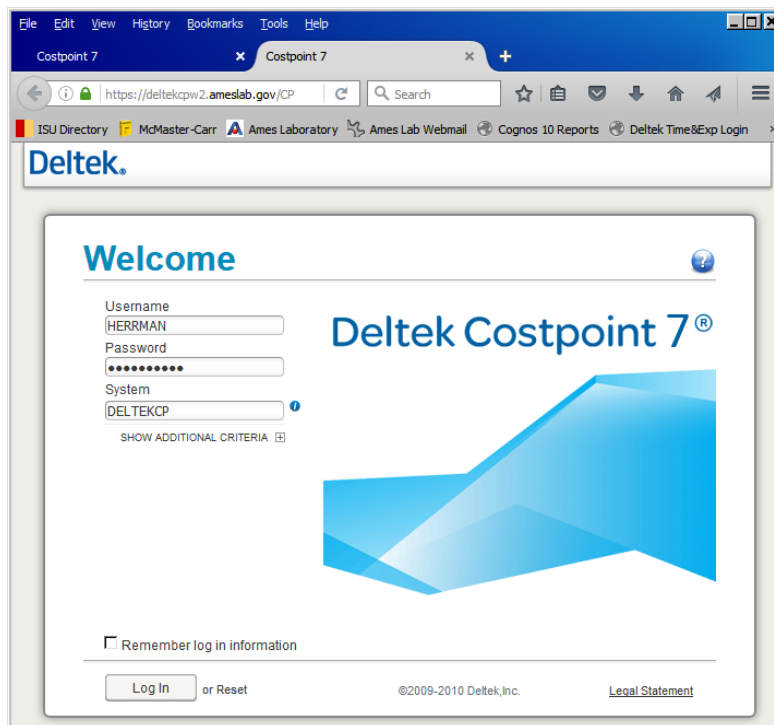 File Edit View History Bookmarks Tools Help
Costpoint 7 Costpoint 7
https://deltekcpw2.ameslab.gov/CP Search
ISU Directory McMaster-Carr Ames Laboratory Ames Lab Webmail Cognos 10 Reports Deltek Time&Exp Login
Deltek.
Welcome
Username
HERRMAN
Deltek Costpoint 7®
Password
••••••••••
System
DELTEKCP
SHOW ADDITIONAL CRITERIA
Remember log in information
Log In or Reset ©2009-2010 Deltek,Inc. Legal Statement